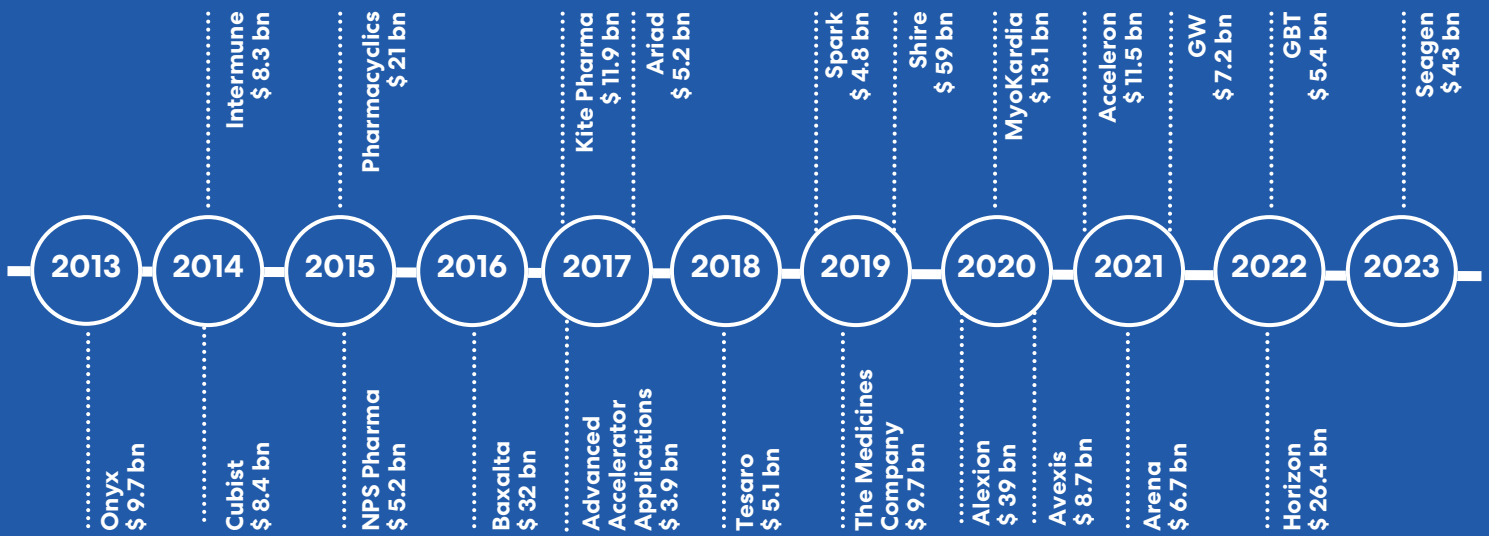 Intermune
$ 8.3 bn
Pharmacyclics
$ 21 bn
Kite Pharma
$ 11.9 bn
Ariad
$ 5.2 bn
Spark
$ 4.8 bn
Shire
$ 59 bn
MyoKardia
$ 13.1 bn
Acceleron
$ 11.5 bn
GW
$ 7.2 bn
GBT
$ 5.4 bn
Seagen
$ 43 bn
2013
2014
2015
2016
2017
2018
2019
2020
2021
2022
2023
Onyx
$ 9.7 bn
Cubist
$ 8.4 bn
NPS Pharma
$ 5.2 bn
Baxalta
$ 32 bn
Advanced
Accelerator
Applications
$ 3.9 bn
Tesaro
$ 5.1 bn
The Medicines
Company
$ 9.7 bn
Alexion
$ 39 bn
Avexis
$ 8.7 bn
Arena
$ 6.7 bn
Horizon
$ 26.4 bn